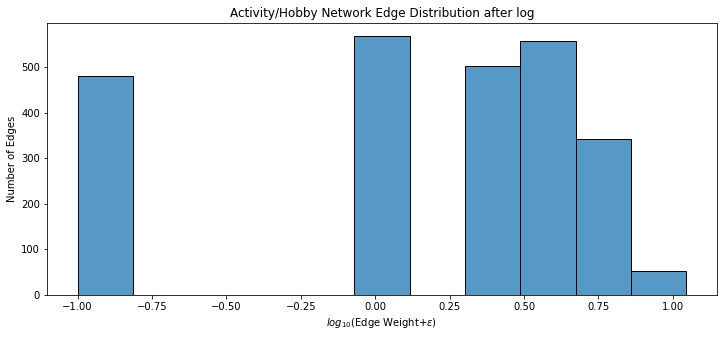 Activity/Hobby Network Edge Distribution after log
Number of Edges
500
400
300
200
100
0
−1.00 −0.75 −0.50 −0.25 0.00 0.25 0.50 0.75 1.00
log₁₀(Edge Weight+ε)